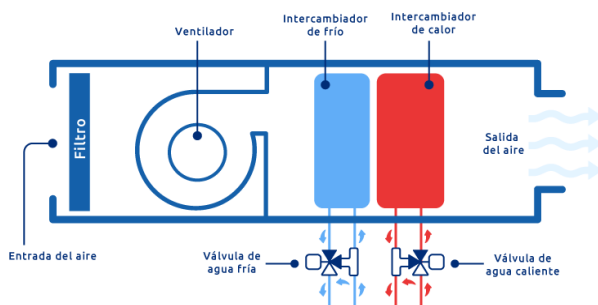 Intercambiador
de frío
Intercambiador
de calor
Ventilador
Filtro
Salida
del aire
Entrada del aire
Válvula de
agua fría
Válvula de
agua caliente